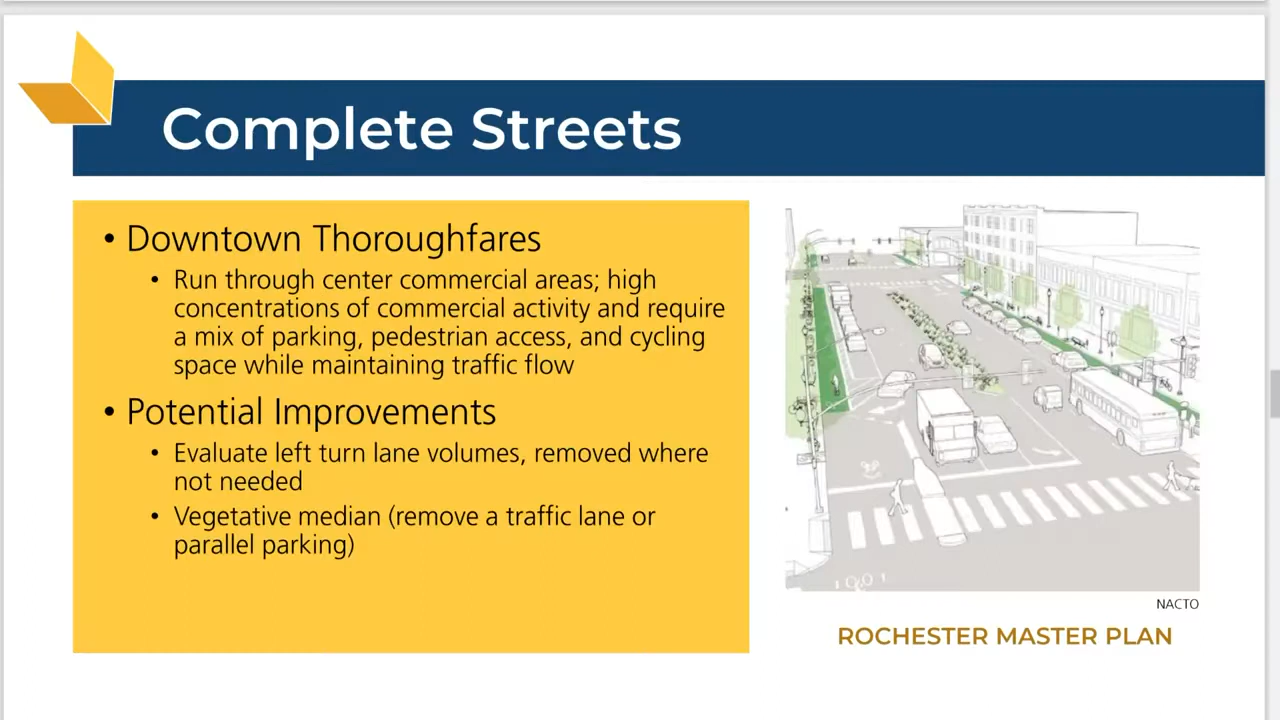 Complete Streets
• Downtown Thoroughfares
• Run through center commercial areas; high
concentrations of commercial activity and require
a mix of parking, pedestrian access, and cycling
space while maintaining traffic flow
• Potential Improvements
• Evaluate left turn lane volumes, removed where
not needed
• Vegetative median (remove a traffic lane or
parallel parking)
NACTO
ROCHESTER MASTER PLAN